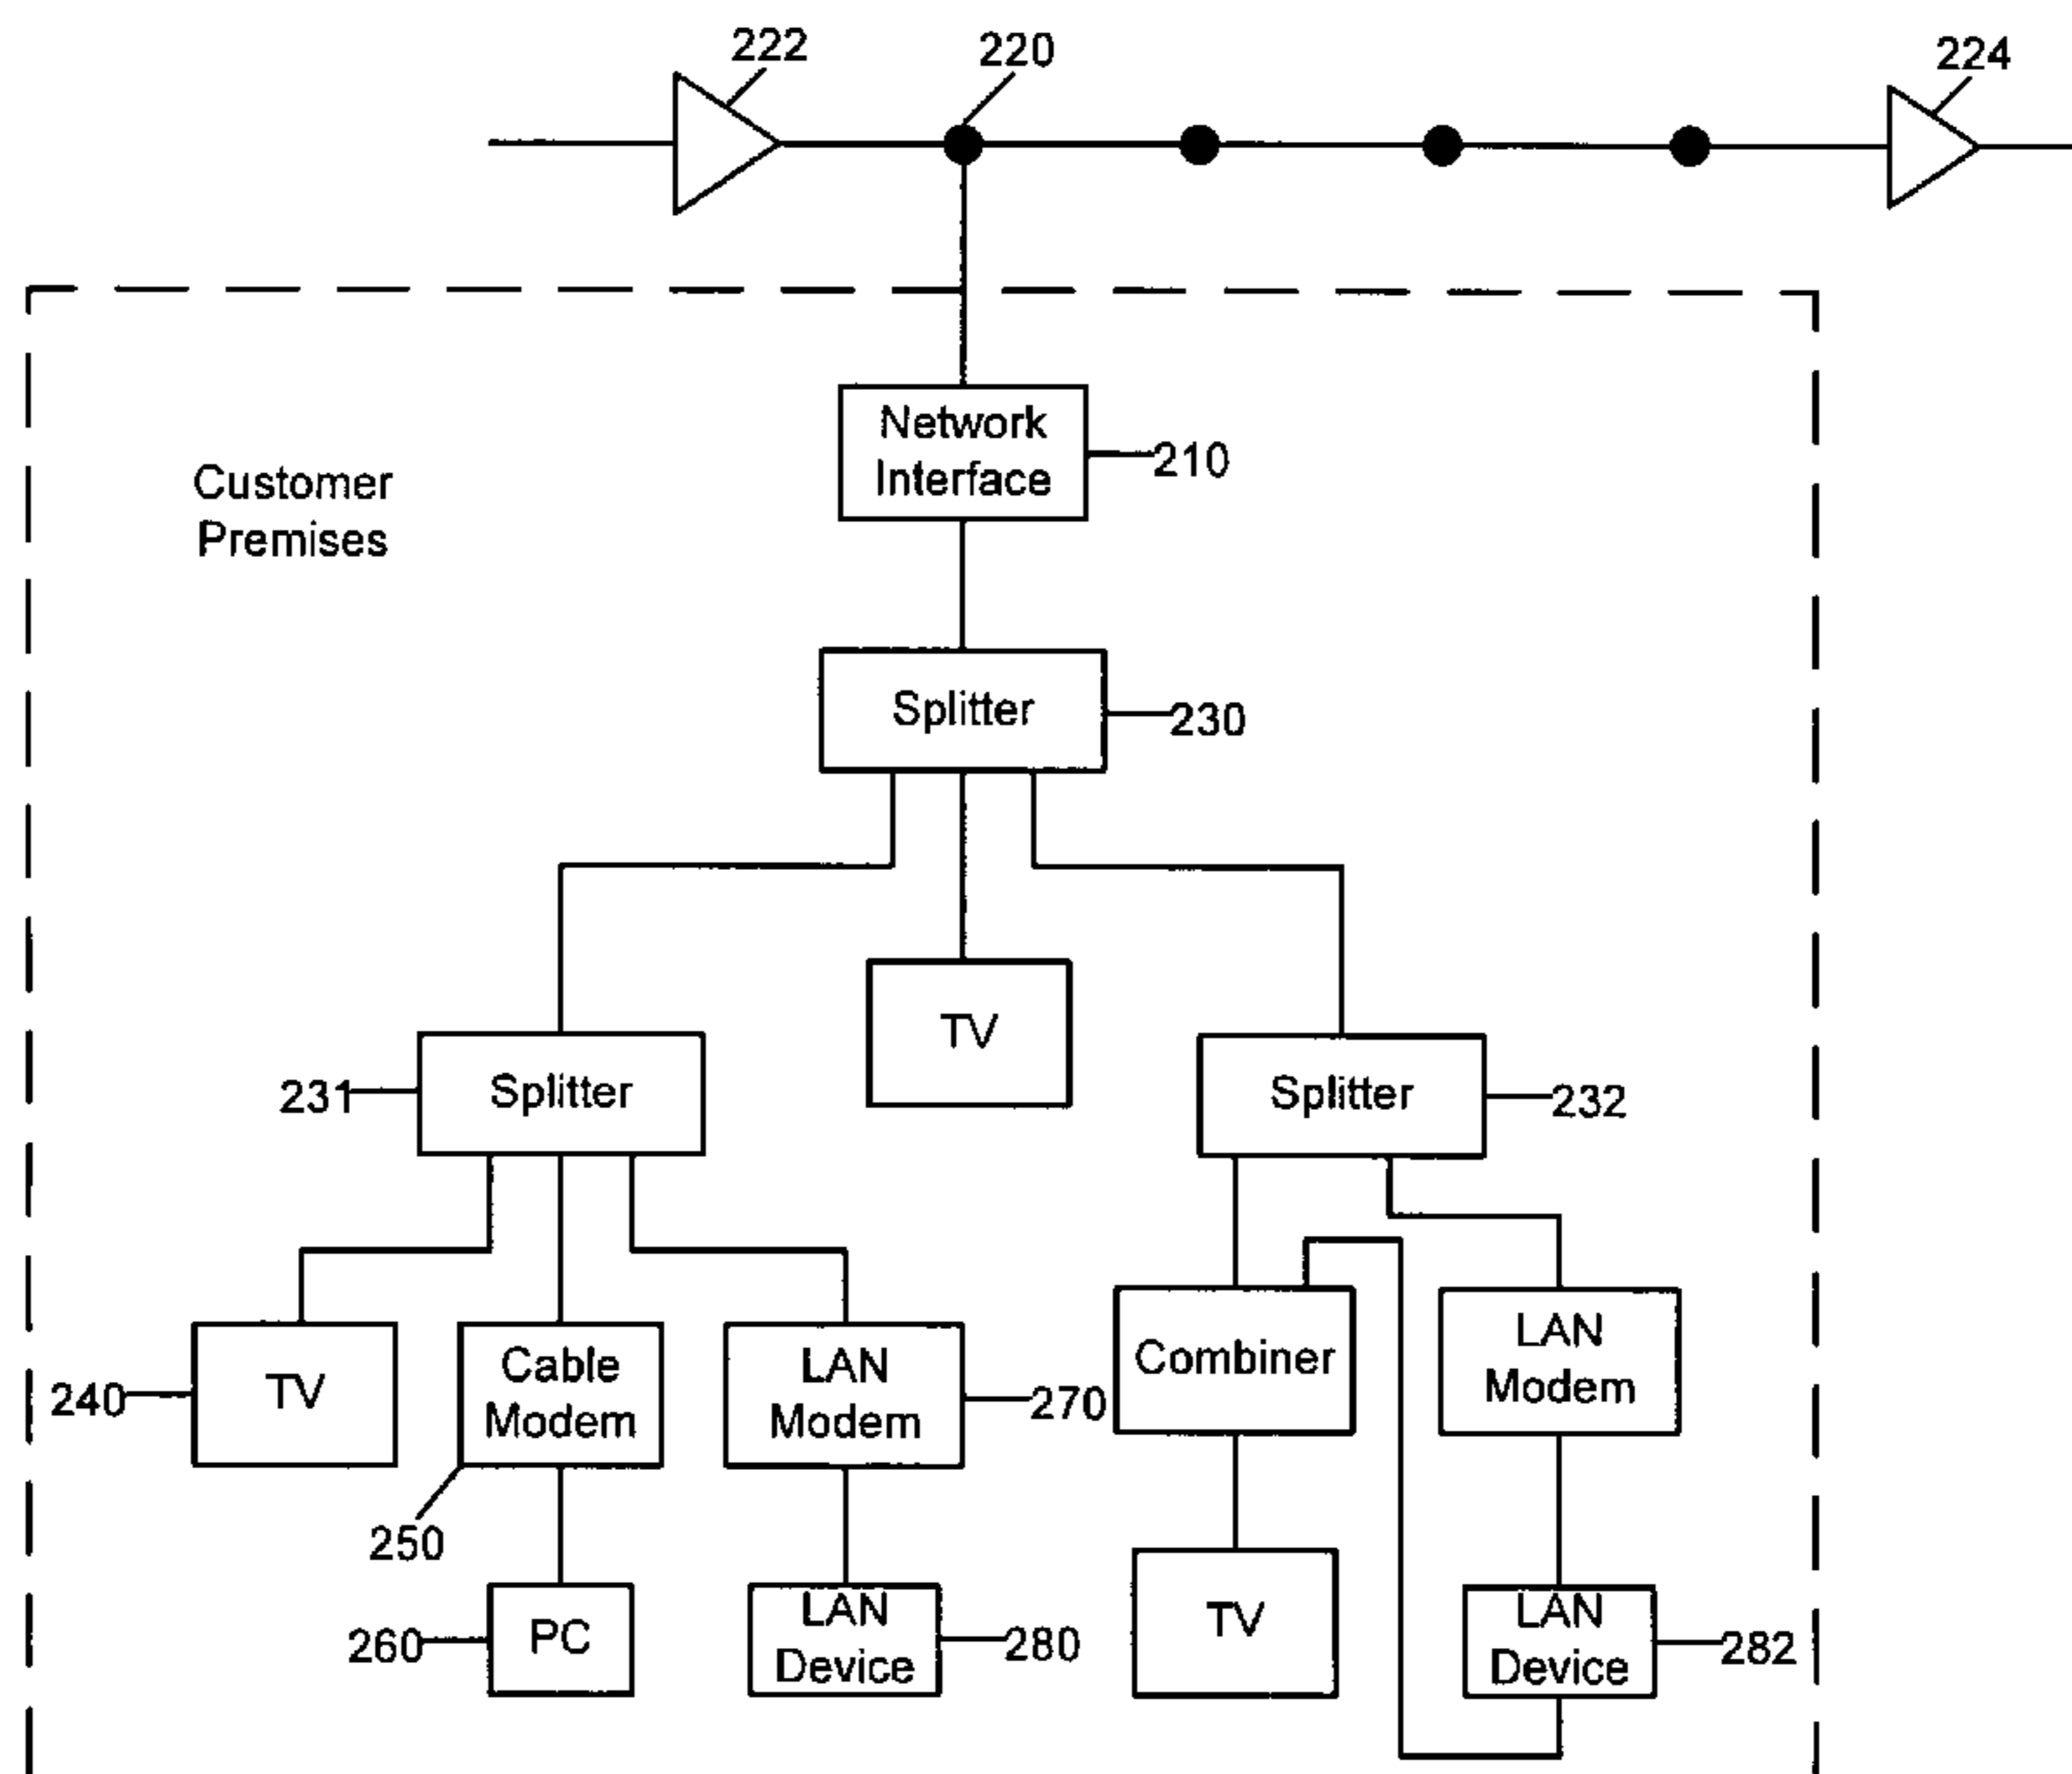 222
220
224
Network
Interface
210
Customer
Premises
Splitter
230
TV
231
Splitter
Splitter
232
240
TV
Cable
Modem
LAN
Modem
270
Combiner
LAN
Modem
250
260
PC
LAN
Device
280
TV
LAN
Device
282